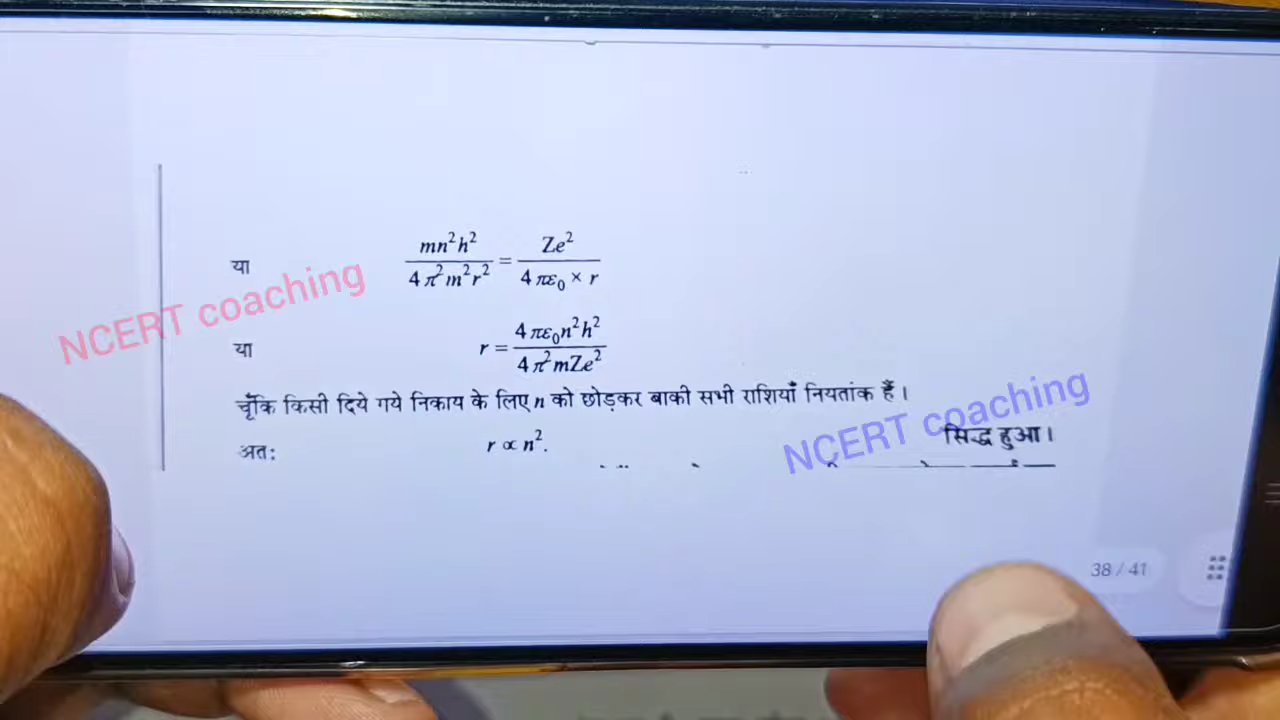 या mn²h²/4π²m²r² = Ze²/4πε₀ × r
NCERT coaching
या r = 4πε₀n²h²/4π²mZe²
चूँकि किसी दिये गये निकाय के लिए n को छोड़कर बाकी सभी राशियाँ नियतांक हैं।
NCERT coaching
अतः r ∝ n². सिद्ध हुआ।
38 / 41